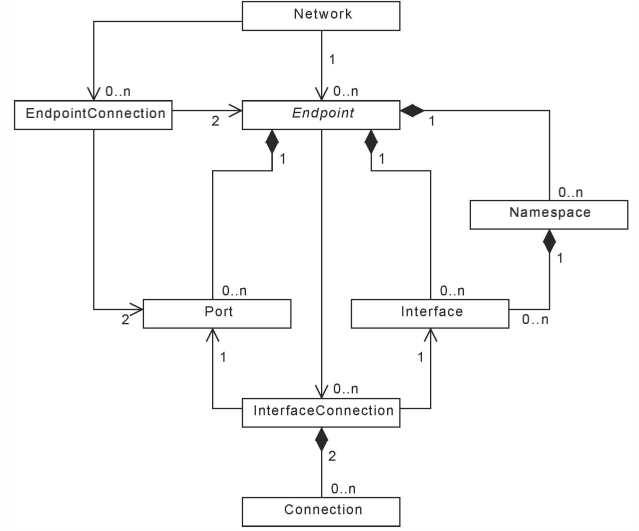 Network
1
0..n
0..n
EndpointConnection
2
Endpoint
1
1
1
0..n
Namespace
1
0..n
0..n
2
Port
Interface
0..n
1
1
0..n
InterfaceConnection
2
0..n
Connection